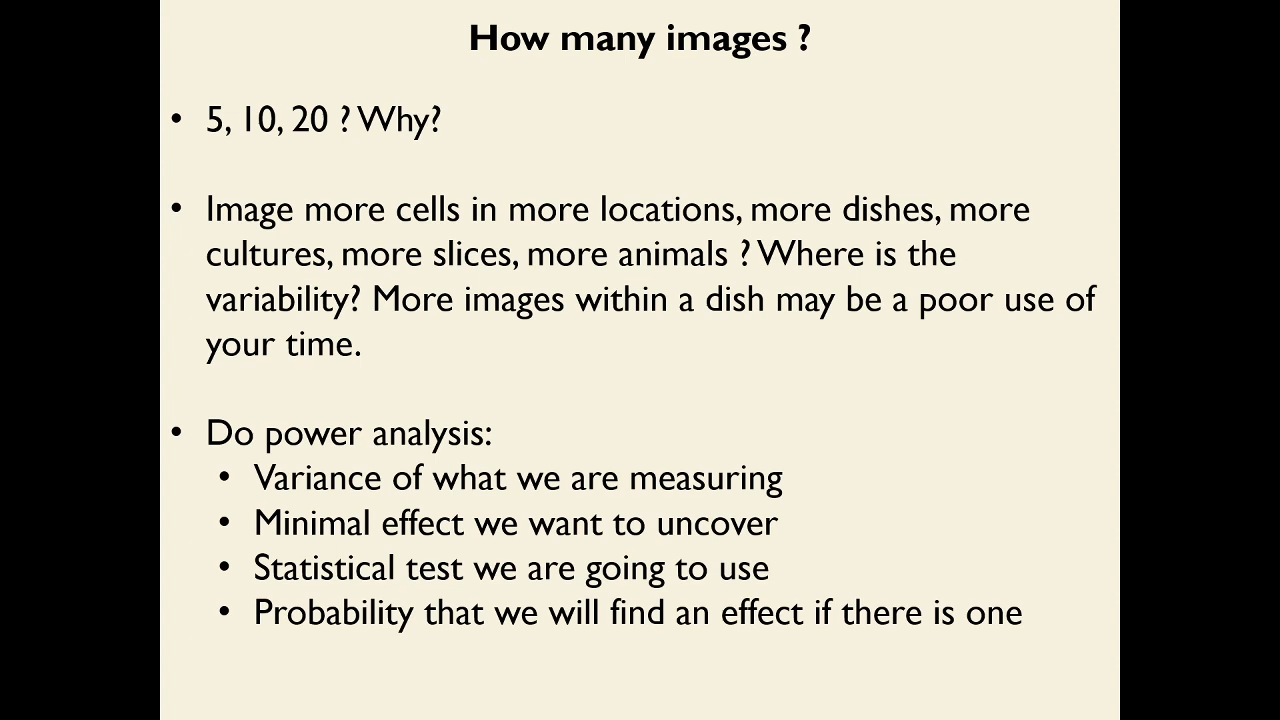 How many images ?
• 5, 10, 20 ? Why?
• Image more cells in more locations, more dishes, more
cultures, more slices, more animals ? Where is the
variability? More images within a dish may be a poor use of
your time.
• Do power analysis:
• Variance of what we are measuring
• Minimal effect we want to uncover
• Statistical test we are going to use
• Probability that we will find an effect if there is one